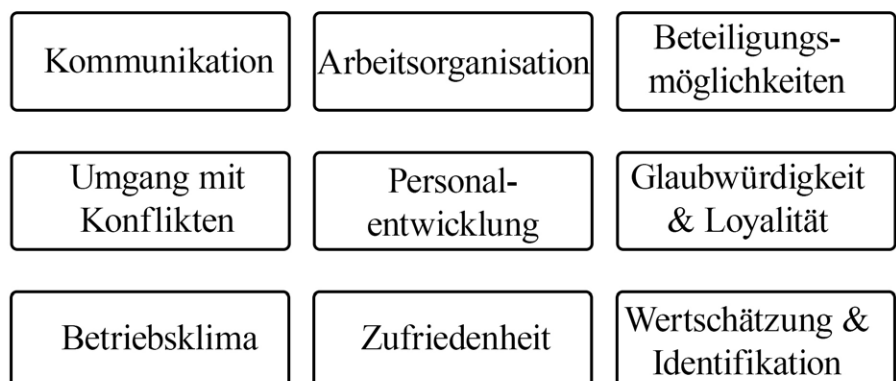 Kommunikation
Arbeitsorganisation
Beteiligungs-
möglichkeiten
Umgang mit
Konflikten
Personal-
entwicklung
Glaubwürdigkeit
& Loyalität
Betriebsklima
Zufriedenheit
Wertschätzung &
Identifikation